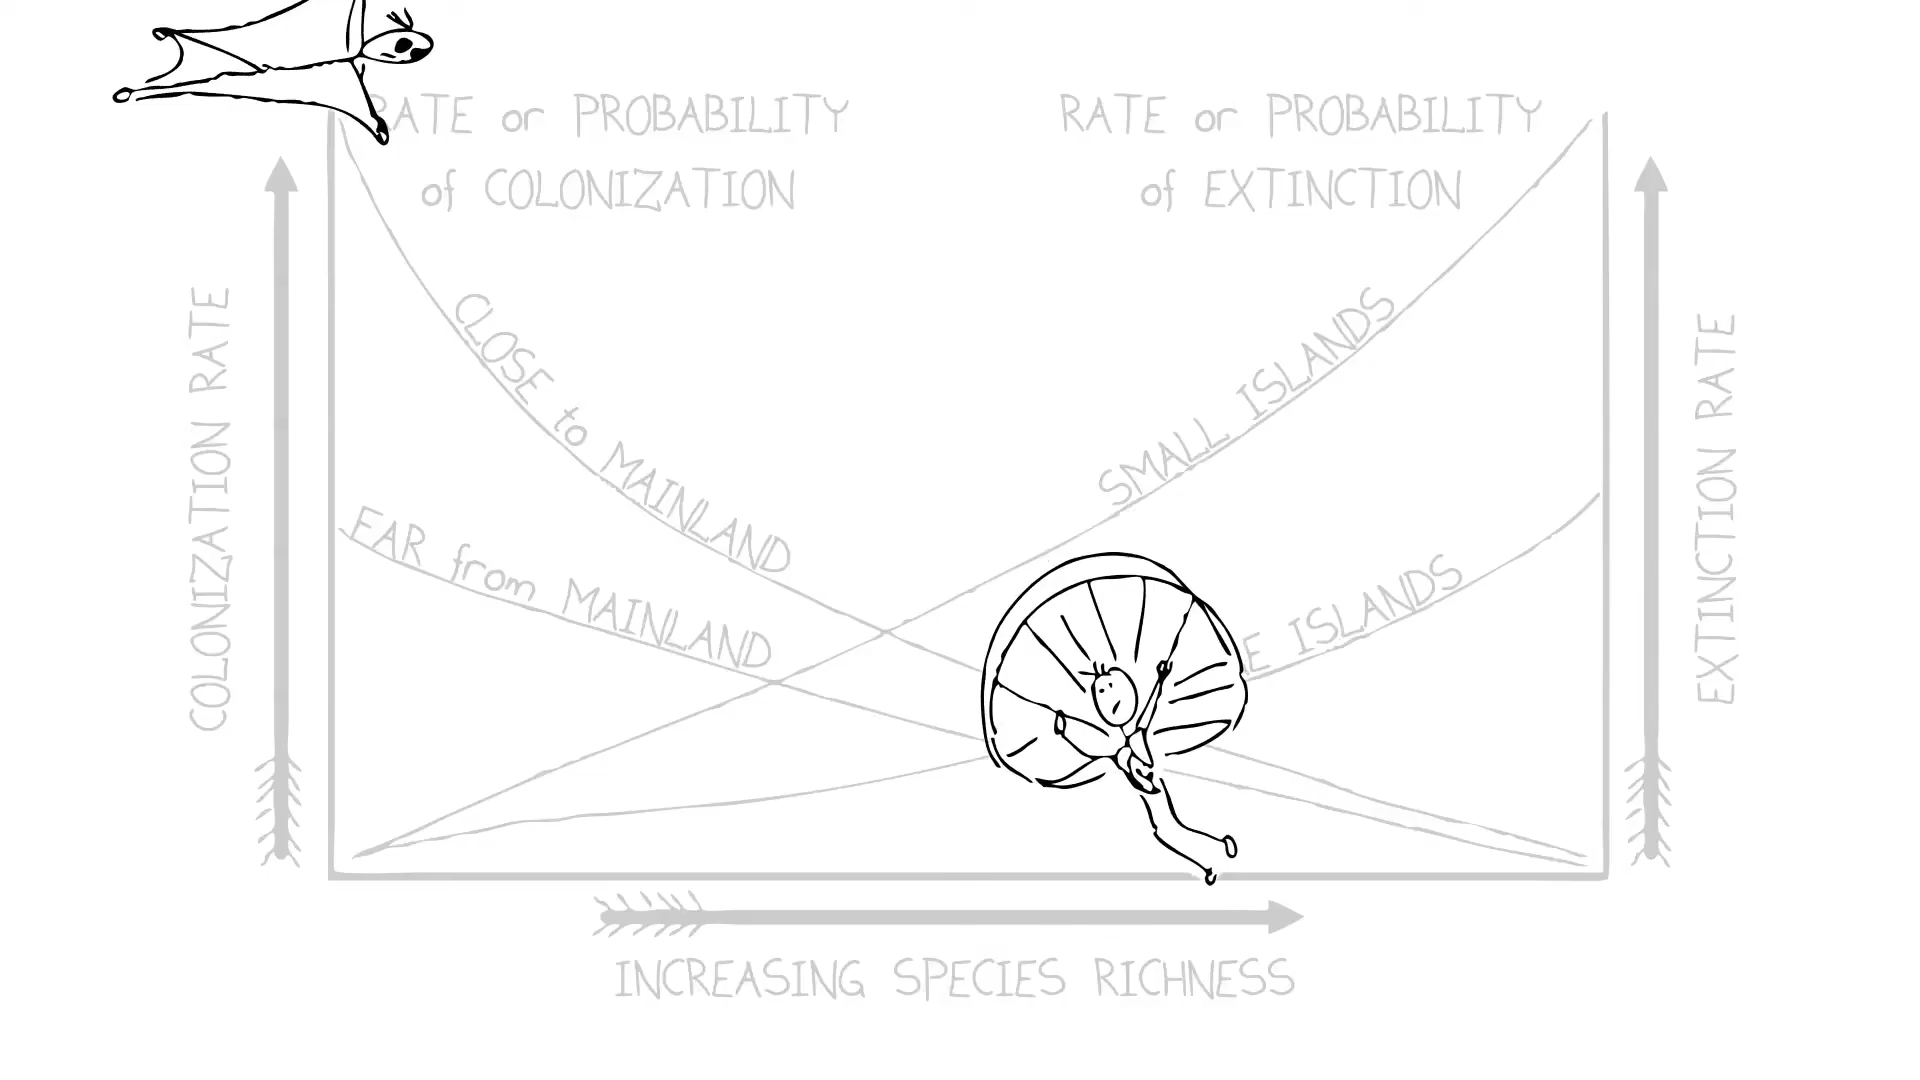 RATE or PROBABILITY
of COLONIZATION
RATE or PROBABILITY
of EXTINCTION
COLONIZATION RATE
CLOSE to MAINLAND
FAR from MAINLAND
SMALL ISLANDS
ISLANDS
EXTINCTION RATE
INCREASING SPECIES RICHNESS